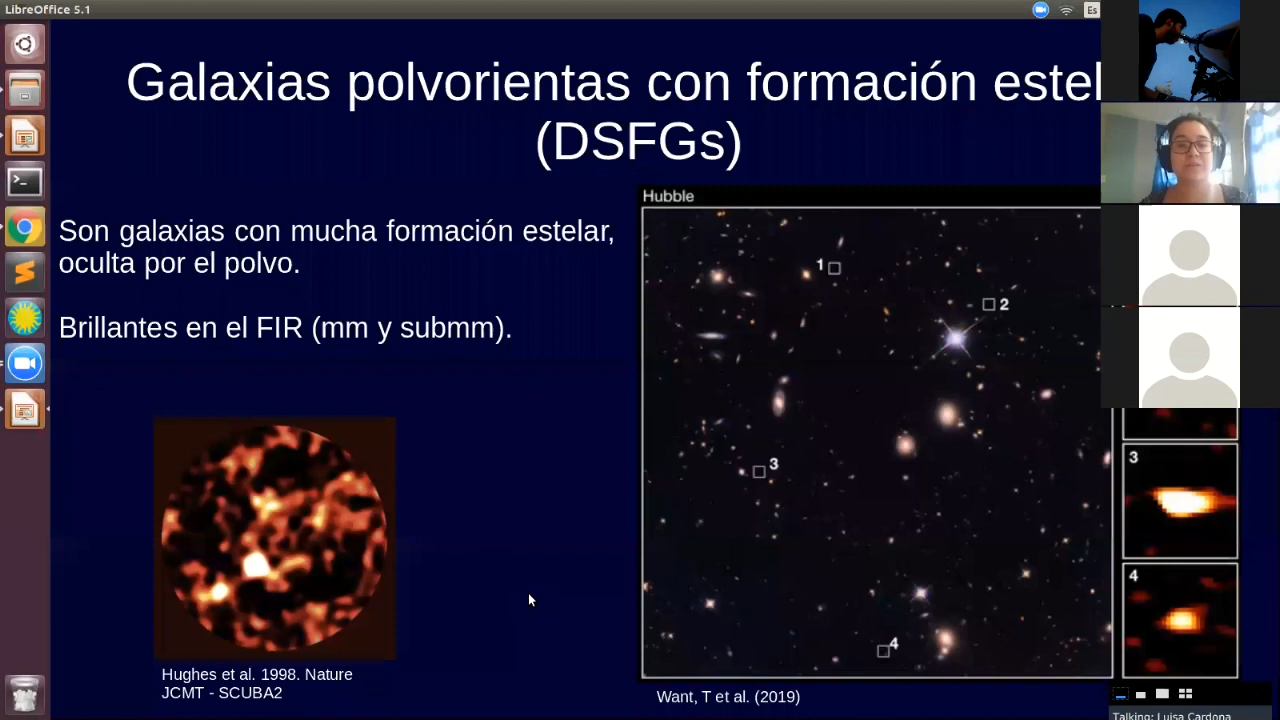 LibreOffice 5.1
Es
Galaxias polvorientas con formación estel
(DSFGs)
Son galaxias con mucha formación estelar,
oculta por el polvo.
Brillantes en el FIR (mm y submm).
Hubble
1
2
3
4
3
4
Hughes et al. 1998. Nature
JCMT - SCUBA2
Want, T et al. (2019)
Talking: Luisa Cardona